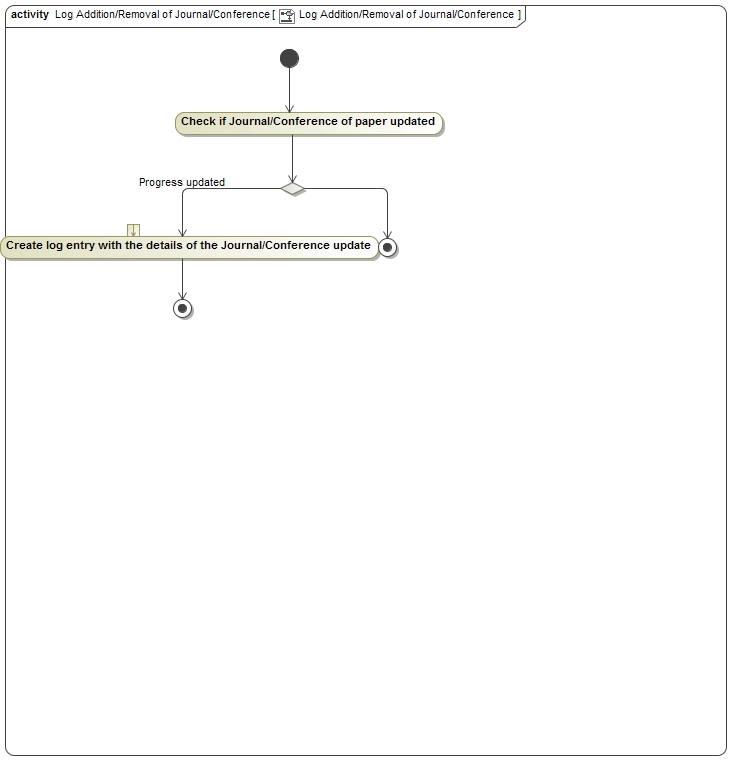 activity Log Addition/Removal of Journal/Conference [ Log Addition/Removal of Journal/Conference ]
Check if Journal/Conference of paper updated
Progress updated
Create log entry with the details of the Journal/Conference update